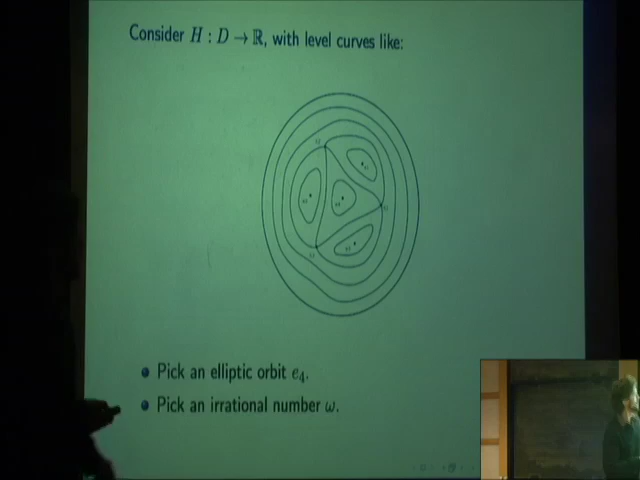 Consider H : D → ℝ, with level curves like:
Pick an elliptic orbit e₄.
Pick an irrational number ω.